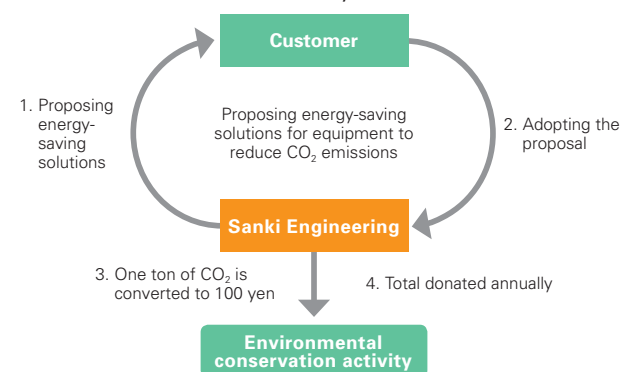 Customer
1. Proposing
energy-
saving
solutions
Proposing energy-saving
solutions for equipment to
reduce CO₂ emissions
2. Adopting the
proposal
Sanki Engineering
3. One ton of CO₂ is
converted to 100 yen
4. Total donated annually
Environmental
conservation activity